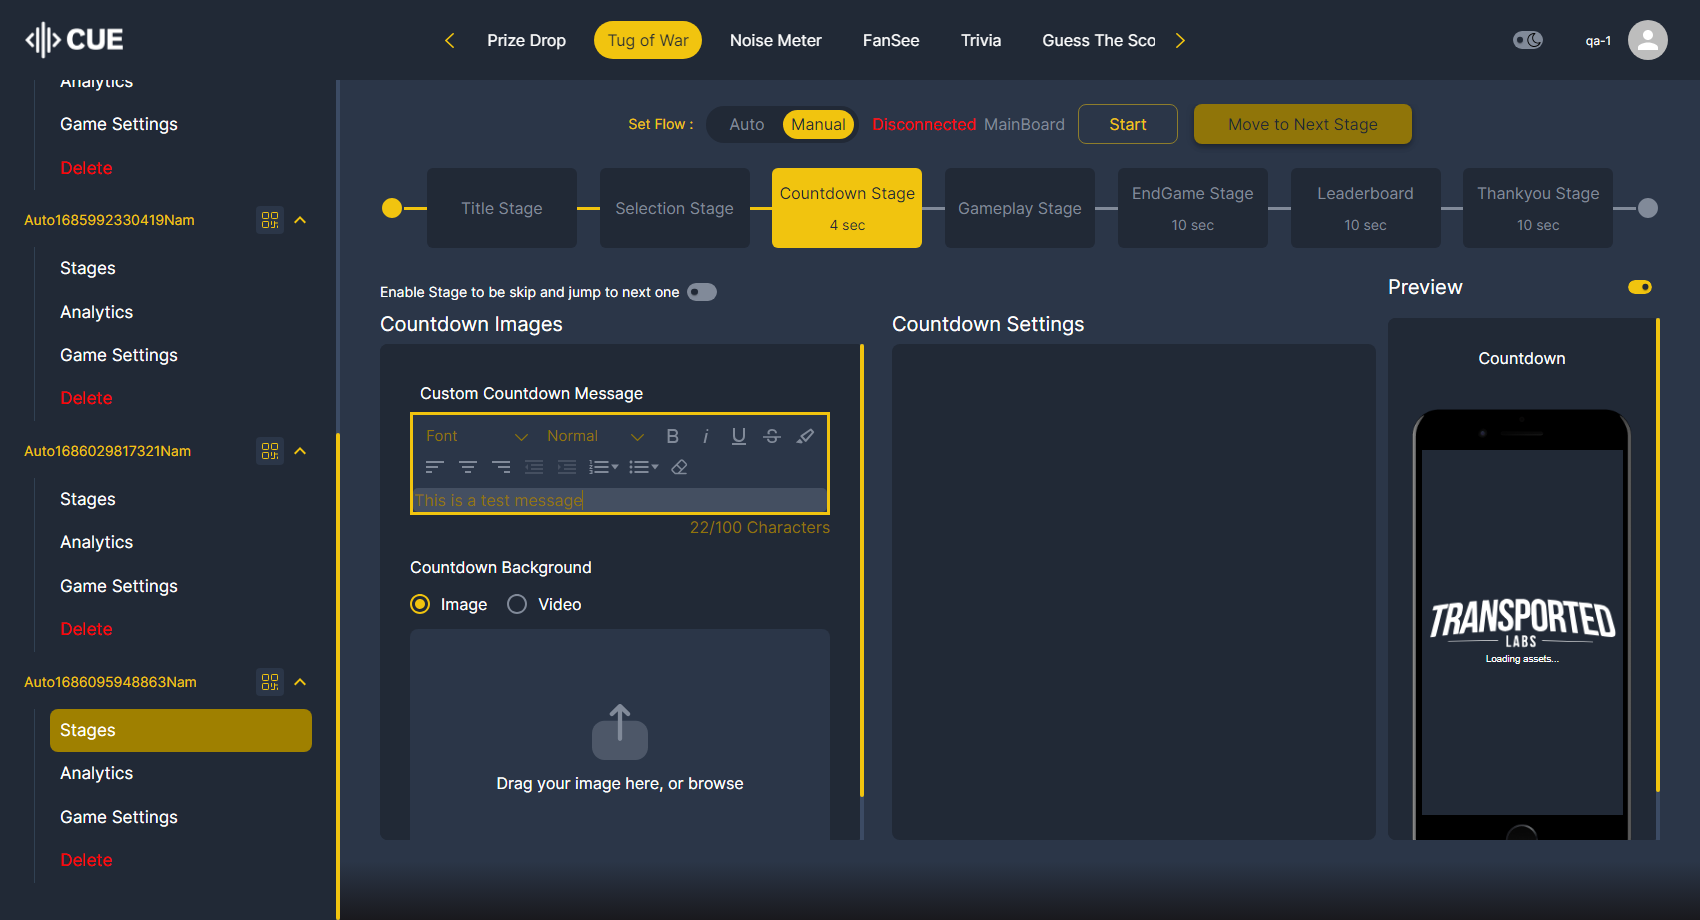 CUE
Prize Drop
Tug of War
Noise Meter
FanSee
Trivia
Guess The Sco
qa-1
Analytics
Game Settings
Delete
Auto1685992330419Nam
Stages
Analytics
Game Settings
Delete
Auto1686029817321Nam
Stages
Analytics
Game Settings
Delete
Auto1686095948863Nam
Stages
Analytics
Game Settings
Delete
Set Flow :
Auto
Manual
Disconnected MainBoard
Start
Move to Next Stage
Title Stage
Selection Stage
Countdown Stage
4 sec
Gameplay Stage
EndGame Stage
10 sec
Leaderboard
10 sec
Thankyou Stage
10 sec
Enable Stage to be skip and jump to next one
Countdown Images
Custom Countdown Message
Font
Normal
B
i
U
S
This is a test message
22/100 Characters
Countdown Background
Image
Video
Drag your image here, or browse
Countdown Settings
Preview
Countdown
TRANSPORTED
LABS
Loading assets...